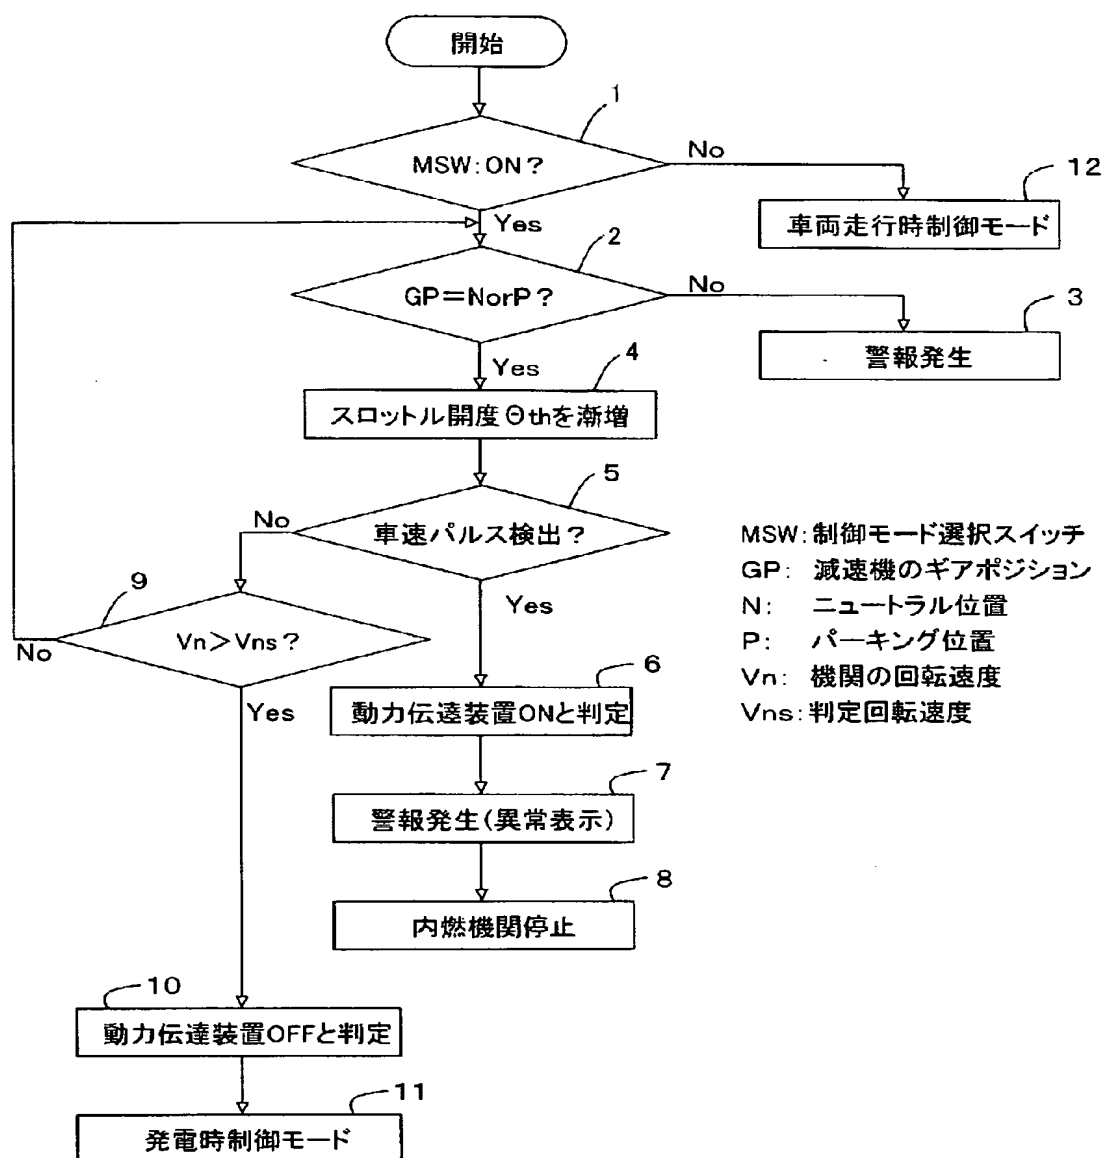 開始
1
MSW:ON?
No
12
車両走行時制御モード
Yes
2
GP=NorP?
No
3
警報発生
Yes
4
スロットル開度Θthを漸増
5
車速パルス検出?
No
Yes
9
Vn>Vns?
No
Yes
6
動力伝達装置ONと判定
7
警報発生(異常表示)
8
内燃機関停止
10
動力伝達装置OFFと判定
11
発電時制御モード
MSW:制御モード選択スイッチ
GP: 減速機のギアポジション
N: ニュートラル位置
P: パーキング位置
Vn: 機関の回転速度
Vns:判定回転速度